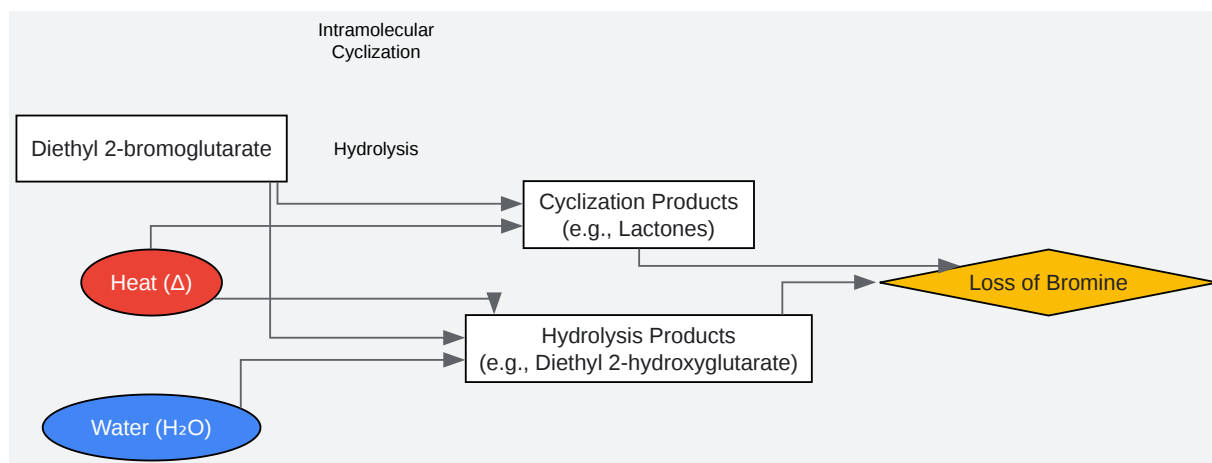 Intramolecular
Cyclization
Diethyl 2-bromoglutarate
Hydrolysis
Cyclization Products
(e.g., Lactones)
Heat (Δ)
Loss of Bromine
Hydrolysis Products
(e.g., Diethyl 2-hydroxyglutarate)
Water (H₂O)